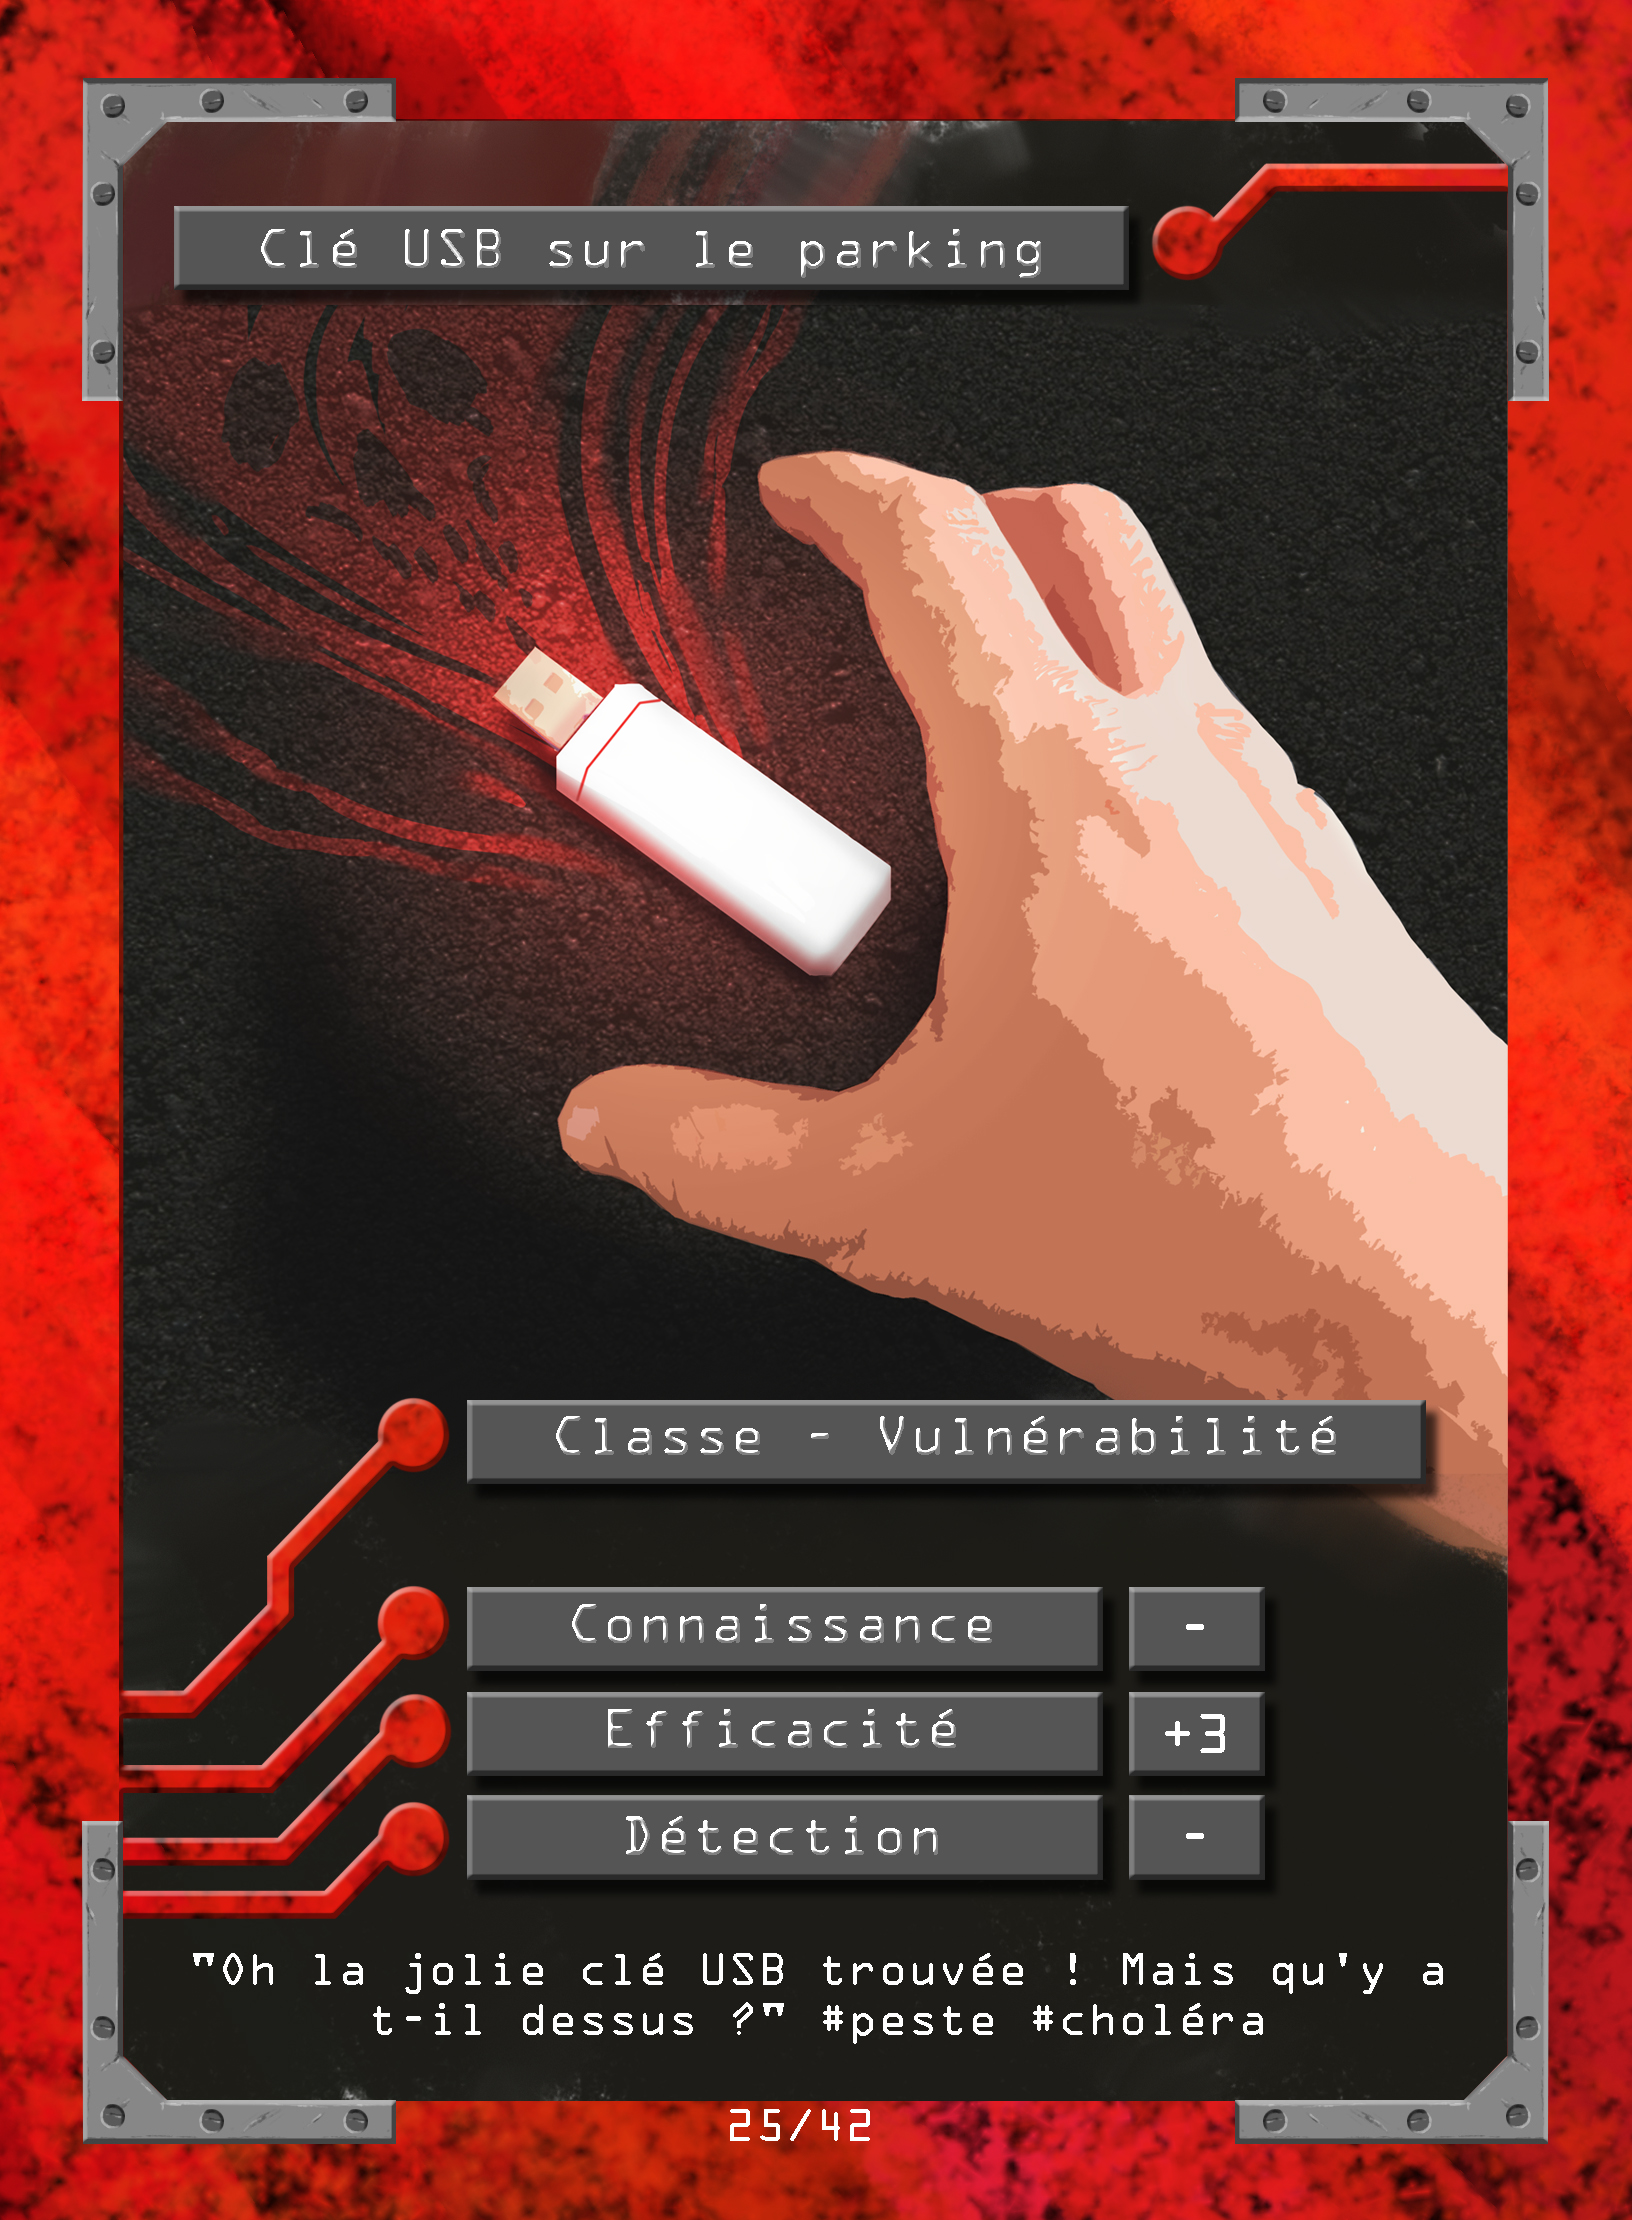 Clé USB sur le parking
Classe - Vulnérabilité
Connaissance -
Efficacité +3
Détection -
"Oh la jolie clé USB trouvée ! Mais qu'y a
t-il dessus ?" #peste #choléra
25/42